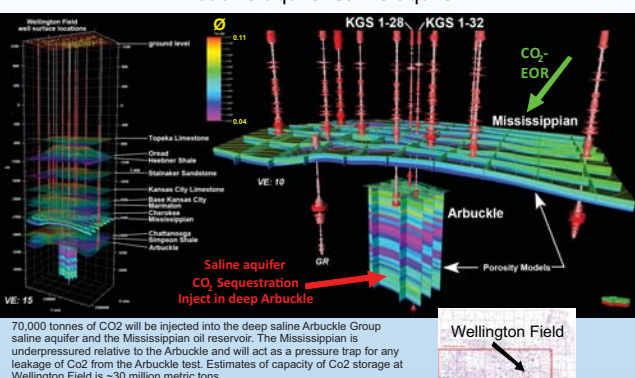 Wellington Field
well surface locations
ground level
Topeka Limestone
Oread
Heebner Shale
Stalnaker Sandstone
Kansas City Limestone
Base Kansas City
Marmaton
Cherokee
Mississippian
Chattanooga
Simpson Shale
Arbuckle
VE: 15
Ø
0.11
0.04
KGS 1-28
KGS 1-32
CO2-
EOR
Mississippian
VE: 10
Arbuckle
GR
Porosity Models
Saline aquifer
CO2 Sequestration
Inject in deep Arbuckle
70,000 tonnes of CO2 will be injected into the deep saline Arbuckle Group
saline aquifer and the Mississippian oil reservoir. The Mississippian is
underpressured relative to the Arbuckle and will act as a pressure trap for any
leakage of Co2 from the Arbuckle test. Estimates of capacity of Co2 storage at
Wellington Field is ~30 million metric tons
Wellington Field